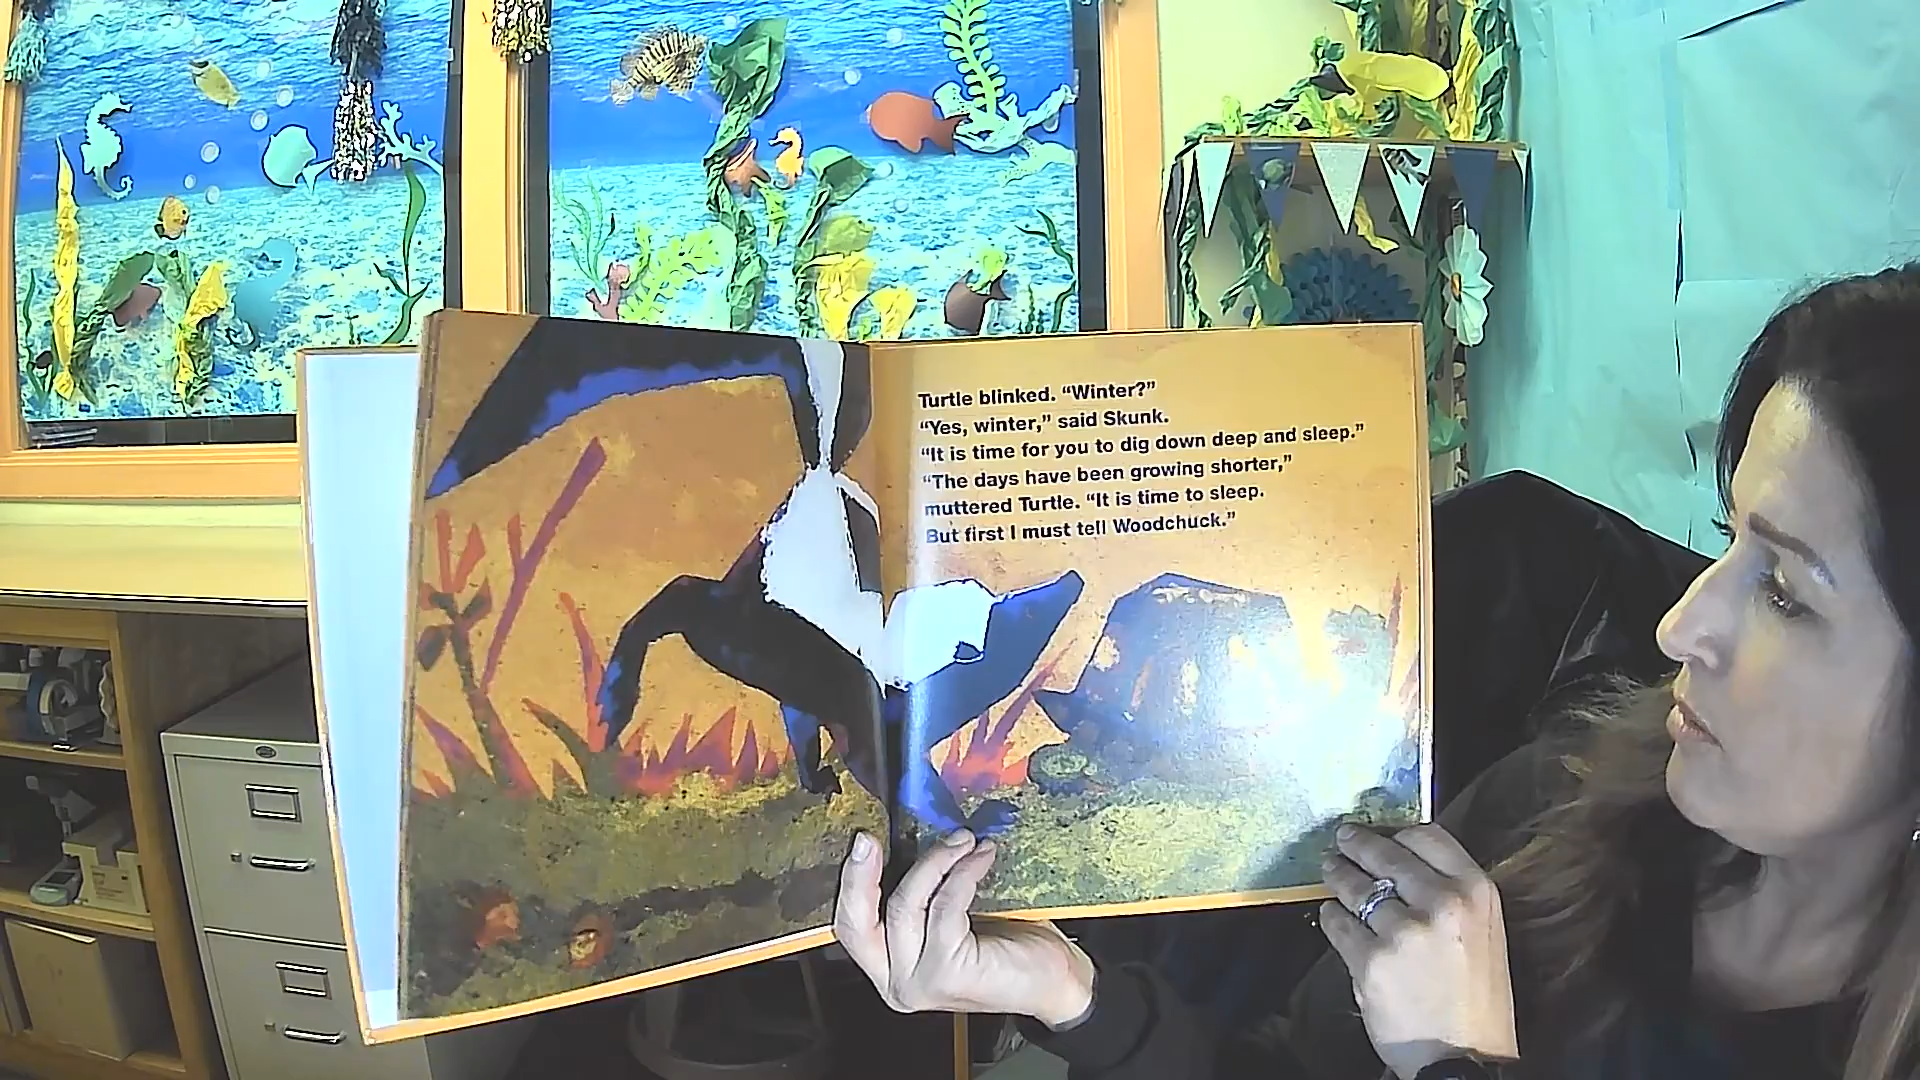 Turtle blinked. “Winter?”
“Yes, winter,” said Skunk.
“It is time for you to dig down deep and sleep.”
“The days have been growing shorter,”
muttered Turtle. “It is time to sleep.
But first I must tell Woodchuck.”